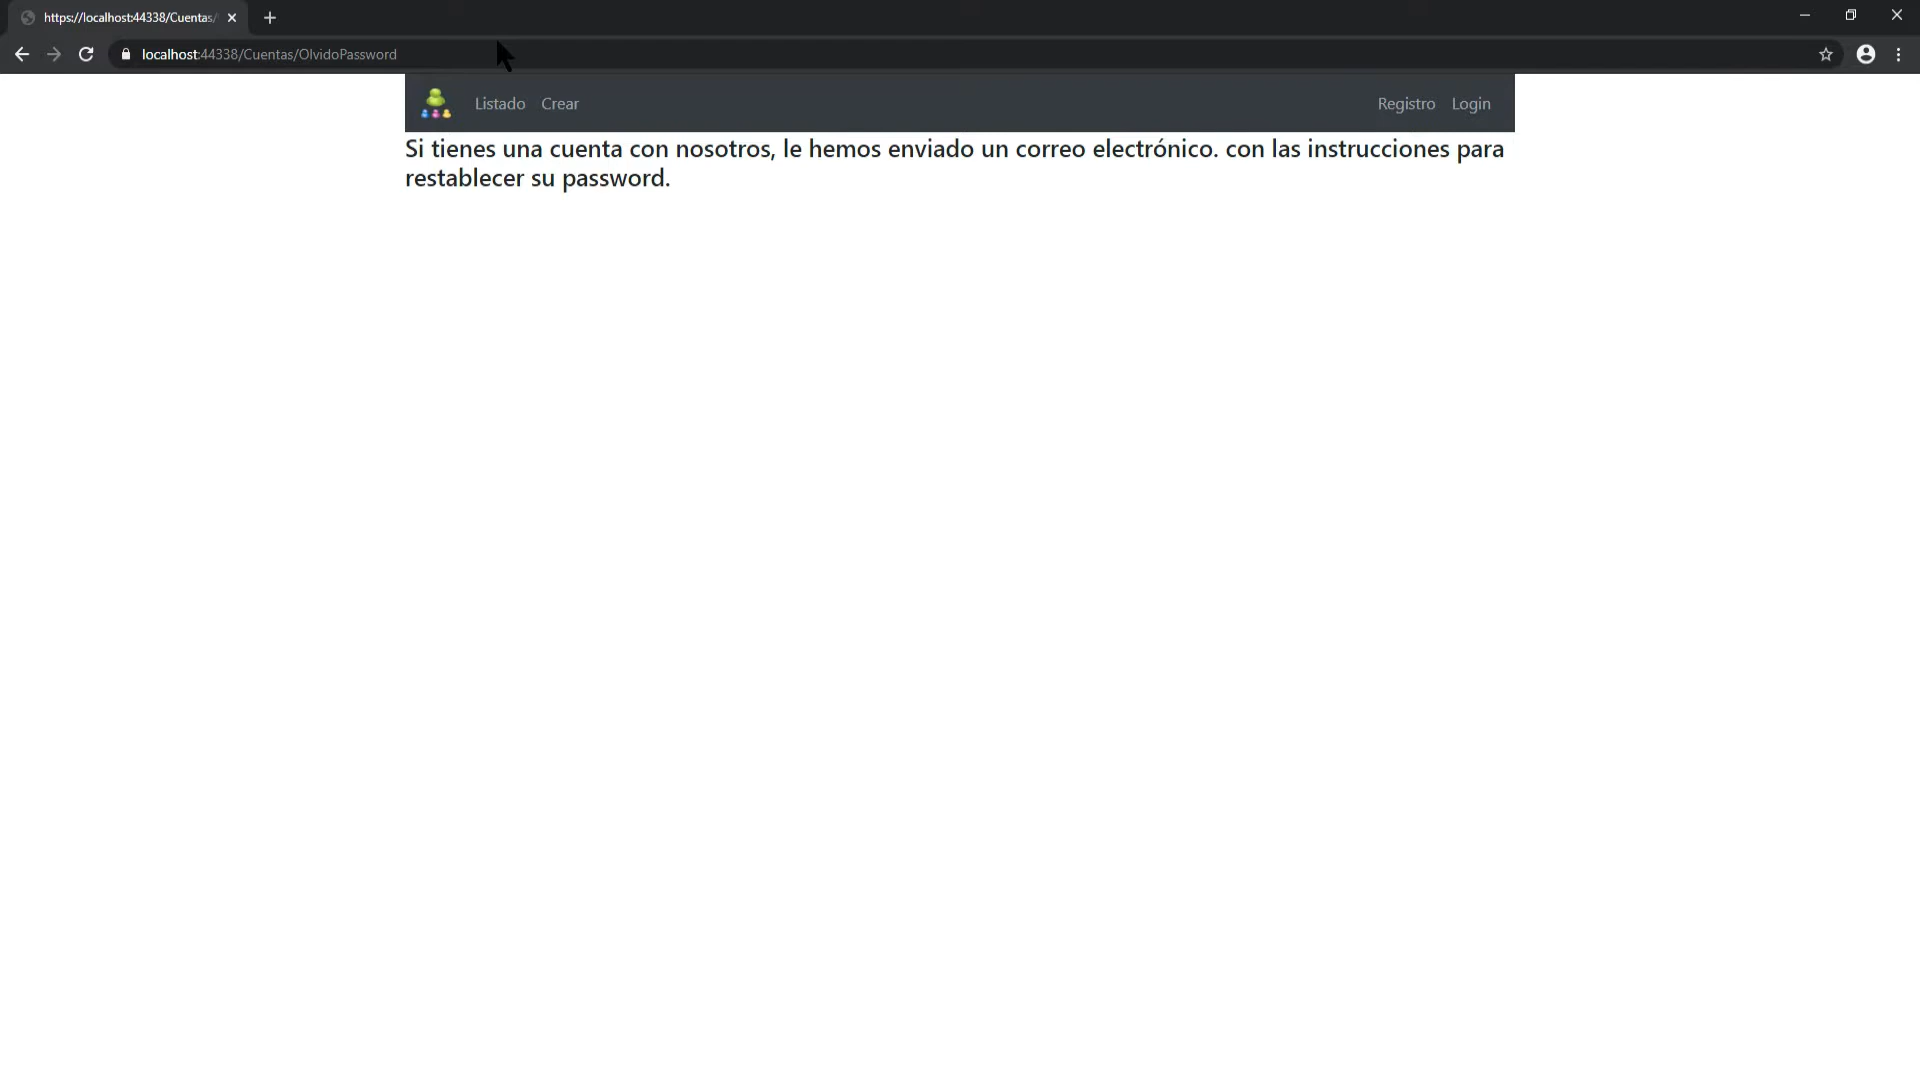 https://localhost:44338/Cuentas/
localhost:44338/Cuentas/OlvidoPassword
Listado Crear Registro Login
Si tienes una cuenta con nosotros, le hemos enviado un correo electrónico. con las instrucciones para
restablecer su password.